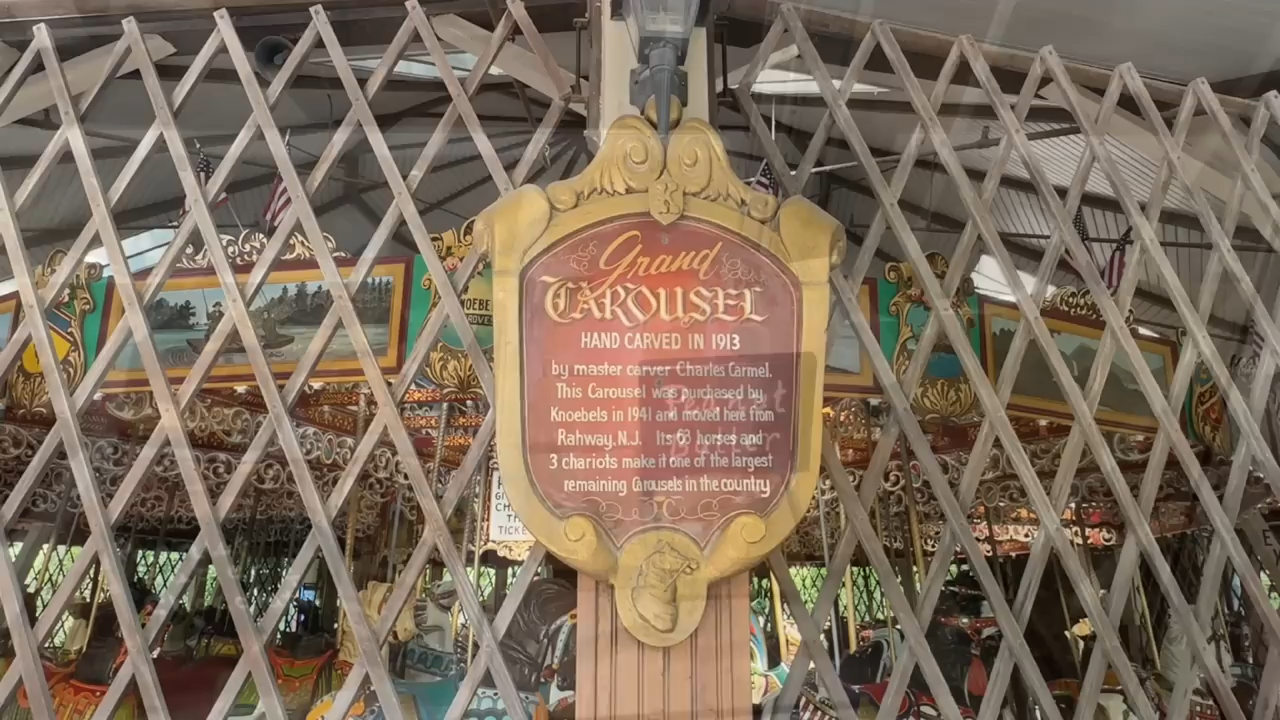 Grand
CAROUSEL
HAND CARVED IN 1913
by master carver Charles Carmel.
This Carousel was purchased by
Knoebels in 1941 and moved here from
Rahway, N.J. Its 63 horses and
3 chariots make it one of the largest
remaining Carousels in the country
TICKE